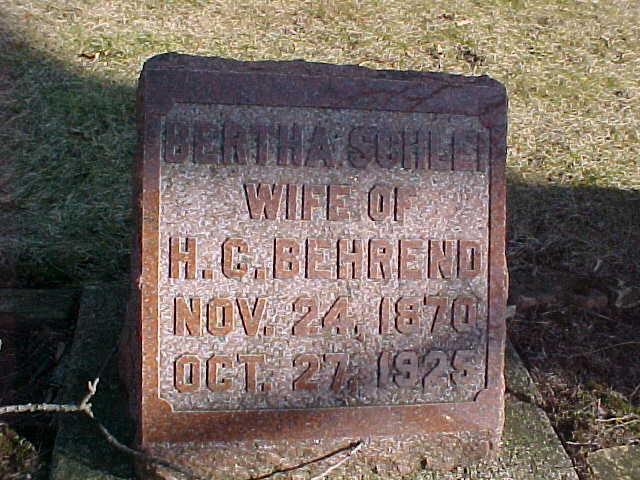 BERTHA SCHLEI
WIFE OF
H. C. BEHREND
NOV. 24, 1870
OCT. 27, 1925